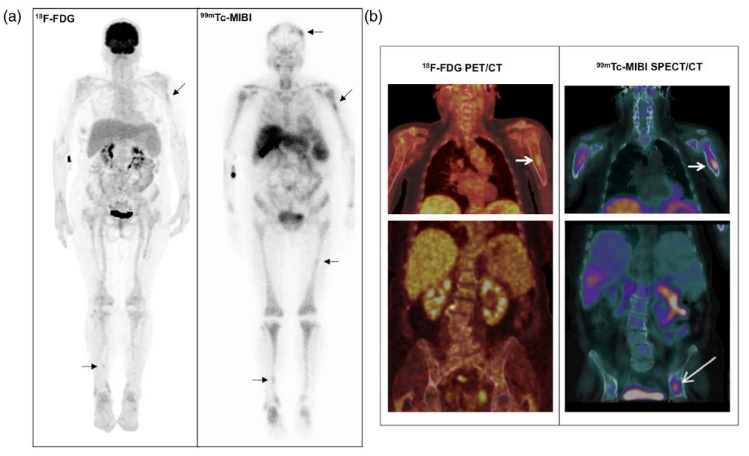 (a)
¹⁸F-FDG
⁹⁹ᵐTc-MIBI
(b)
¹⁸F-FDG PET/CT
⁹⁹ᵐTc-MIBI SPECT/CT